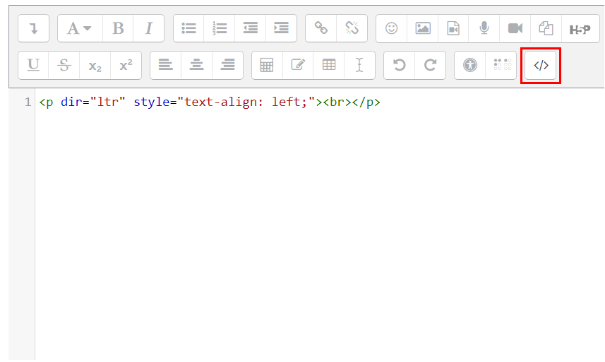 A B I H-P
U S x₂ x²
</>
1 <p dir="ltr" style="text-align: left;"><br></p>